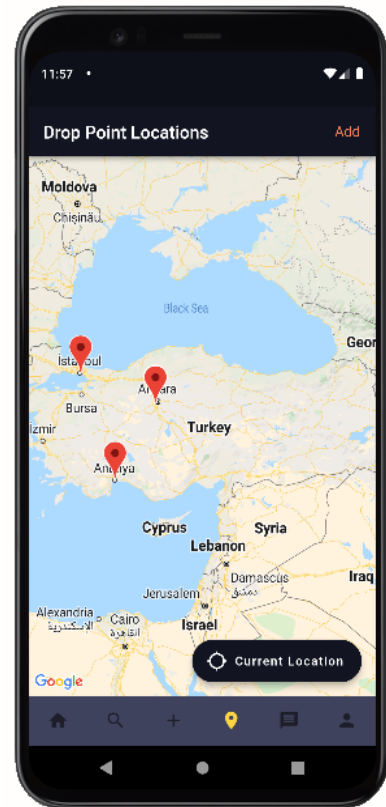 11:57
Drop Point Locations Add
Moldova
Chișinău
Black Sea
Geor
İstanbul
Ankara
Bursa
İzmir
Turkey
Antalya
Cyprus
Syria
Lebanon
Damascus
دمشق
Iraq
Jerusalem
Alexandria
الإسكندرية
Cairo
القاهرة
Israel
Current Location
Google